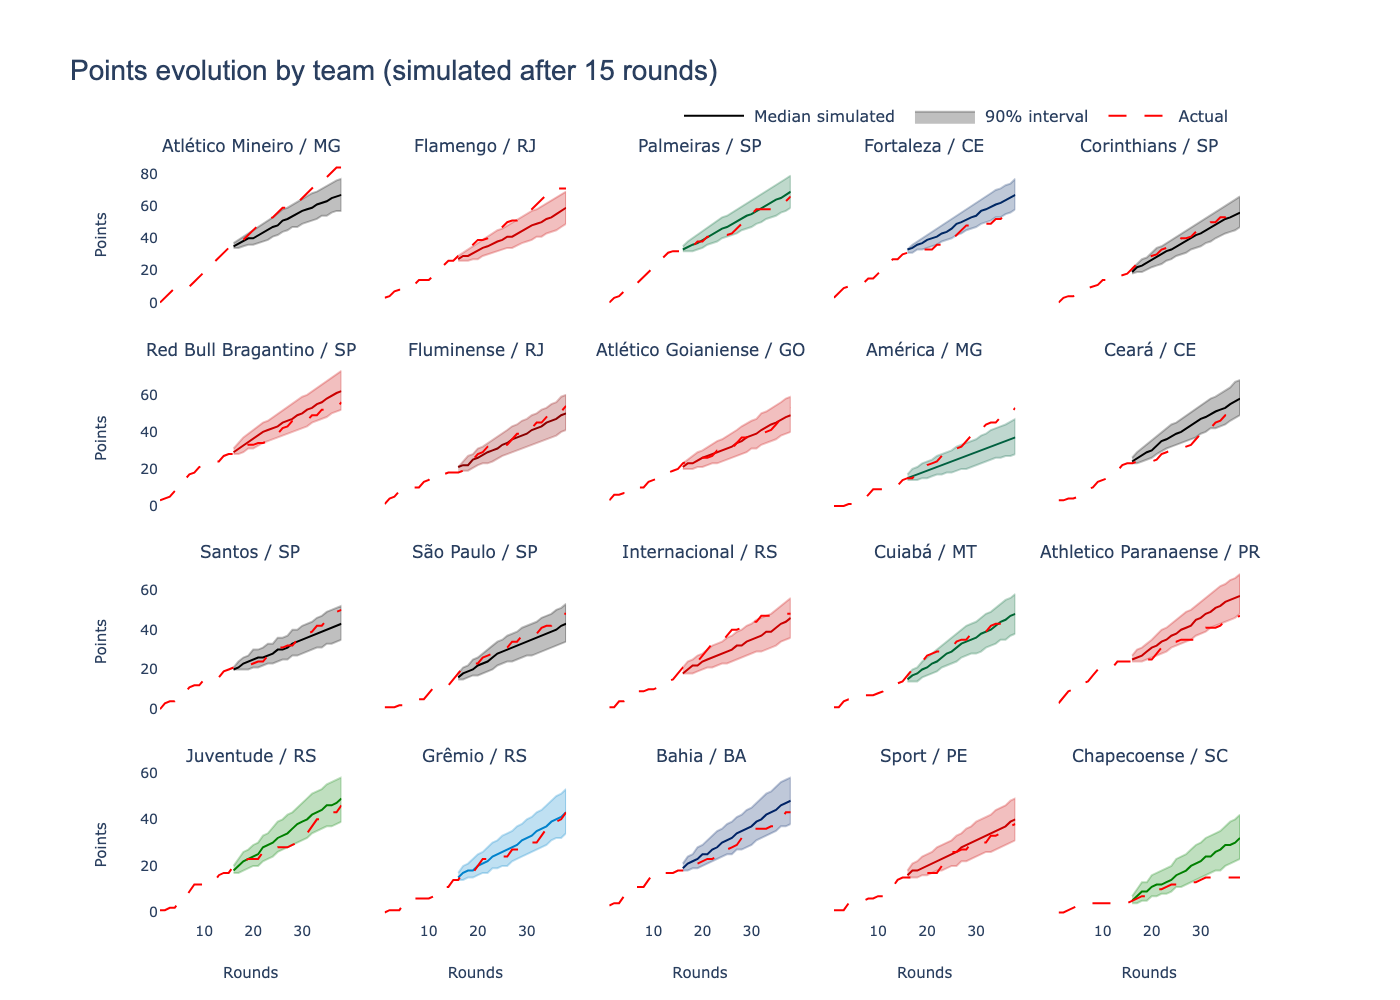 Points evolution by team (simulated after 15 rounds)
Median simulated 90% interval Actual
Atlético Mineiro / MG Flamengo / RJ Palmeiras / SP Fortaleza / CE Corinthians / SP
80
60
40
20
0
Points
Red Bull Bragantino / SP Fluminense / RJ Atlético Goianiense / GO América / MG Ceará / CE
60
40
20
0
Points
Santos / SP São Paulo / SP Internacional / RS Cuiabá / MT Athletico Paranaense / PR
60
40
20
0
Points
Juventude / RS Grêmio / RS Bahia / BA Sport / PE Chapecoense / SC
60
40
20
0
Points
10 20 30 10 20 30 10 20 30 10 20 30 10 20 30
Rounds Rounds Rounds Rounds Rounds